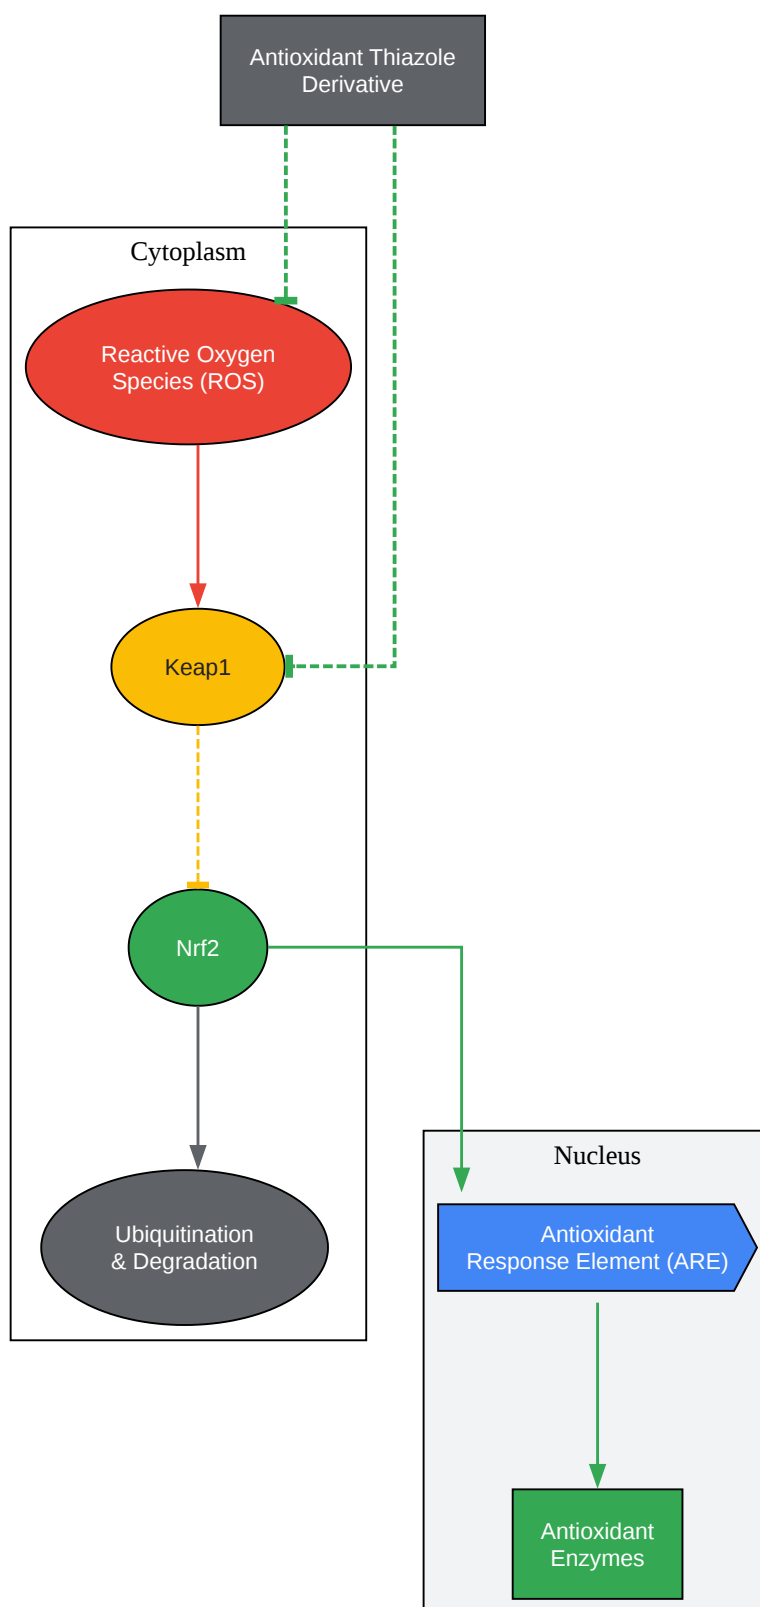 Antioxidant Thiazole
Derivative
Cytoplasm
Reactive Oxygen
Species (ROS)
Keap1
Nrf2
Ubiquitination
& Degradation
Nucleus
Antioxidant
Response Element (ARE)
Antioxidant
Enzymes